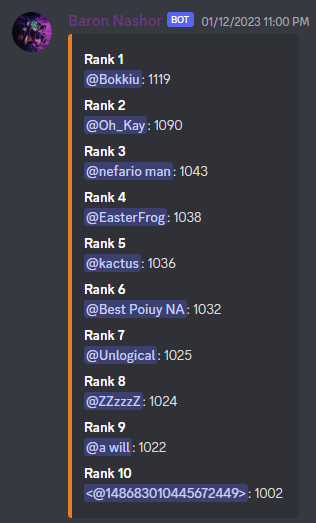 Baron Nashor BOT 01/12/2023 11:00 PM
Rank 1
@Bokkiu: 1119
Rank 2
@Oh_Kay: 1090
Rank 3
@nefario man: 1043
Rank 4
@EasterFrog: 1038
Rank 5
@kactus: 1036
Rank 6
@Best Poiuy NA: 1032
Rank 7
@Unlogical: 1025
Rank 8
@ZZzzzZ: 1024
Rank 9
@a will: 1022
Rank 10
<@148683010445672449>: 1002